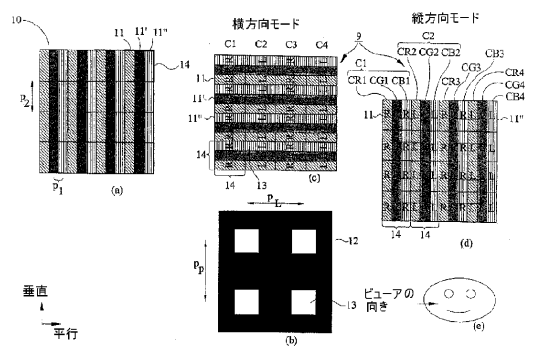 横方向モード
縦方向モード
10
11 11' 11"
14
P2
p1
(a)
C1 C2 C3 C4
R L R L
11
11'
11"
14
14
13
(c)
9
C2
CR2 CG2 CB2
C1
CR1 CG1 CB1
CB3
CG3
CR3
CR4
CG4
CB4
11
11"
R R L L R R L L
14 14
(d)
PL
Pp
12
13
(b)
垂直
平行
ビューアの
向き
(e)